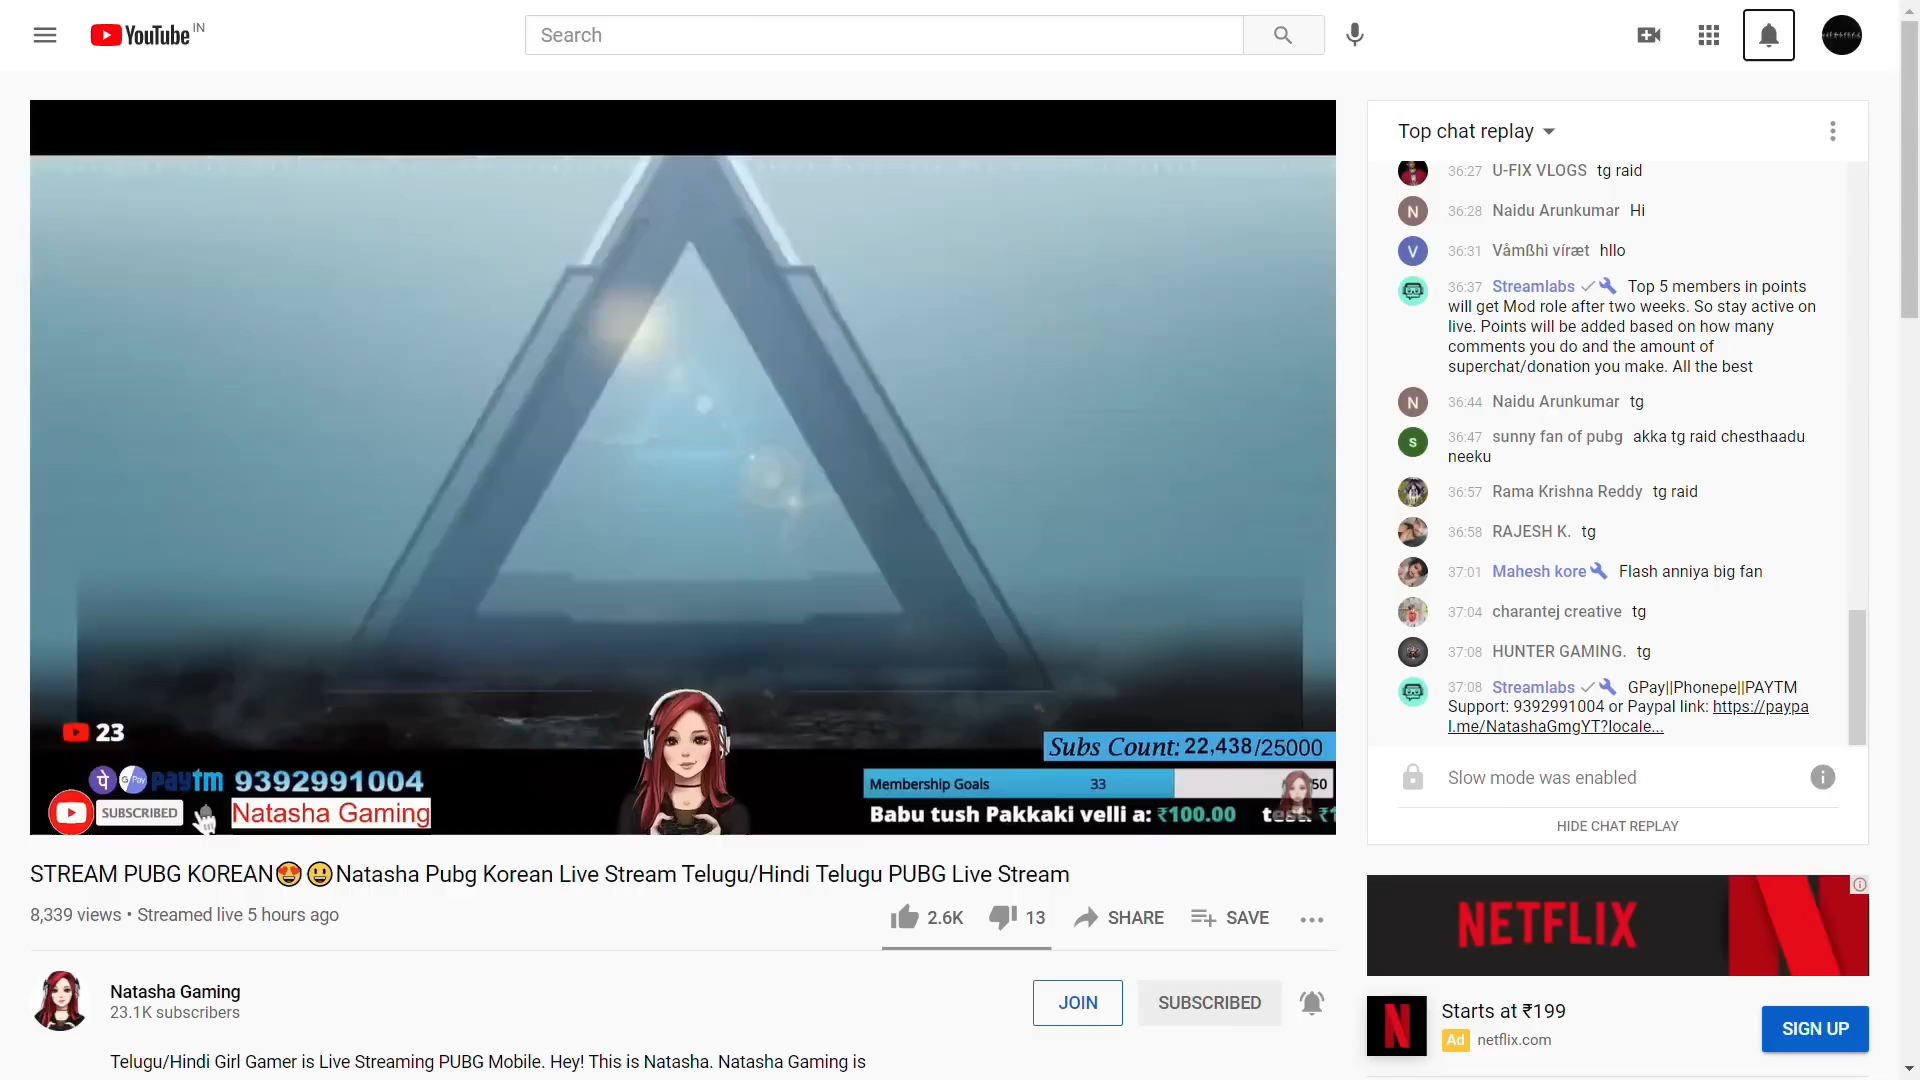 YouTube IN
Search
Top chat replay
36:27 U-FIX VLOGS tg raid
36:28 Naidu Arunkumar Hi
36:31 Våmßhì víræt hllo
36:37 Streamlabs Top 5 members in points
will get Mod role after two weeks. So stay active on
live. Points will be added based on how many
comments you do and the amount of
superchat/donation you make. All the best
36:44 Naidu Arunkumar tg
36:47 sunny fan of pubg akka tg raid chesthaadu
neeku
36:57 Rama Krishna Reddy tg raid
36:58 RAJESH K. tg
37:01 Mahesh kore Flash anniya big fan
37:04 charantej creative tg
37:08 HUNTER GAMING. tg
37:08 Streamlabs GPay||Phonepe||PAYTM
Support: 9392991004 or Paypal link: https://paypa
l.me/NatashaGmgYT?locale...
Slow mode was enabled
HIDE CHAT REPLAY
23
Subs Count: 22,438/25000
पे G Pay paytm 9392991004
Membership Goals 33 50
SUBSCRIBED Natasha Gaming
Babu tush Pakkaki velli a: ₹100.00
STREAM PUBG KOREAN😍😃Natasha Pubg Korean Live Stream Telugu/Hindi Telugu PUBG Live Stream
8,339 views • Streamed live 5 hours ago
2.6K 13 SHARE SAVE
Natasha Gaming
23.1K subscribers
JOIN SUBSCRIBED
Telugu/Hindi Girl Gamer is Live Streaming PUBG Mobile. Hey! This is Natasha. Natasha Gaming is
NETFLIX
N
Starts at ₹199
Ad netflix.com
SIGN UP
N
V
N
S